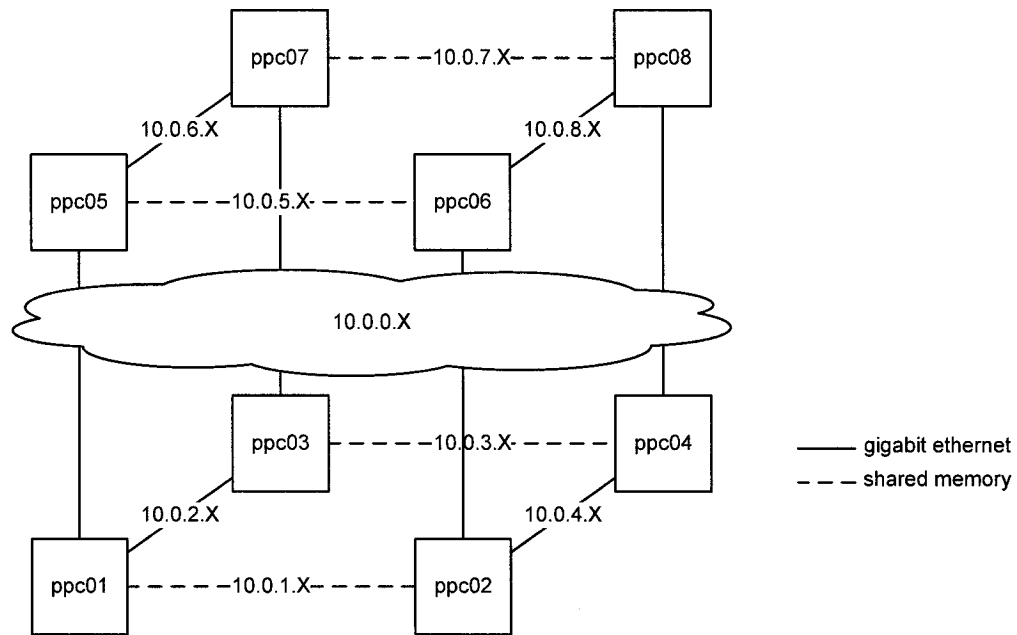 ppc07
10.0.7.X
ppc08
10.0.6.X
10.0.8.X
ppc05
10.0.5.X
ppc06
10.0.0.X
ppc03
10.0.3.X
ppc04
gigabit ethernet
shared memory
10.0.2.X
10.0.4.X
ppc01
10.0.1.X
ppc02